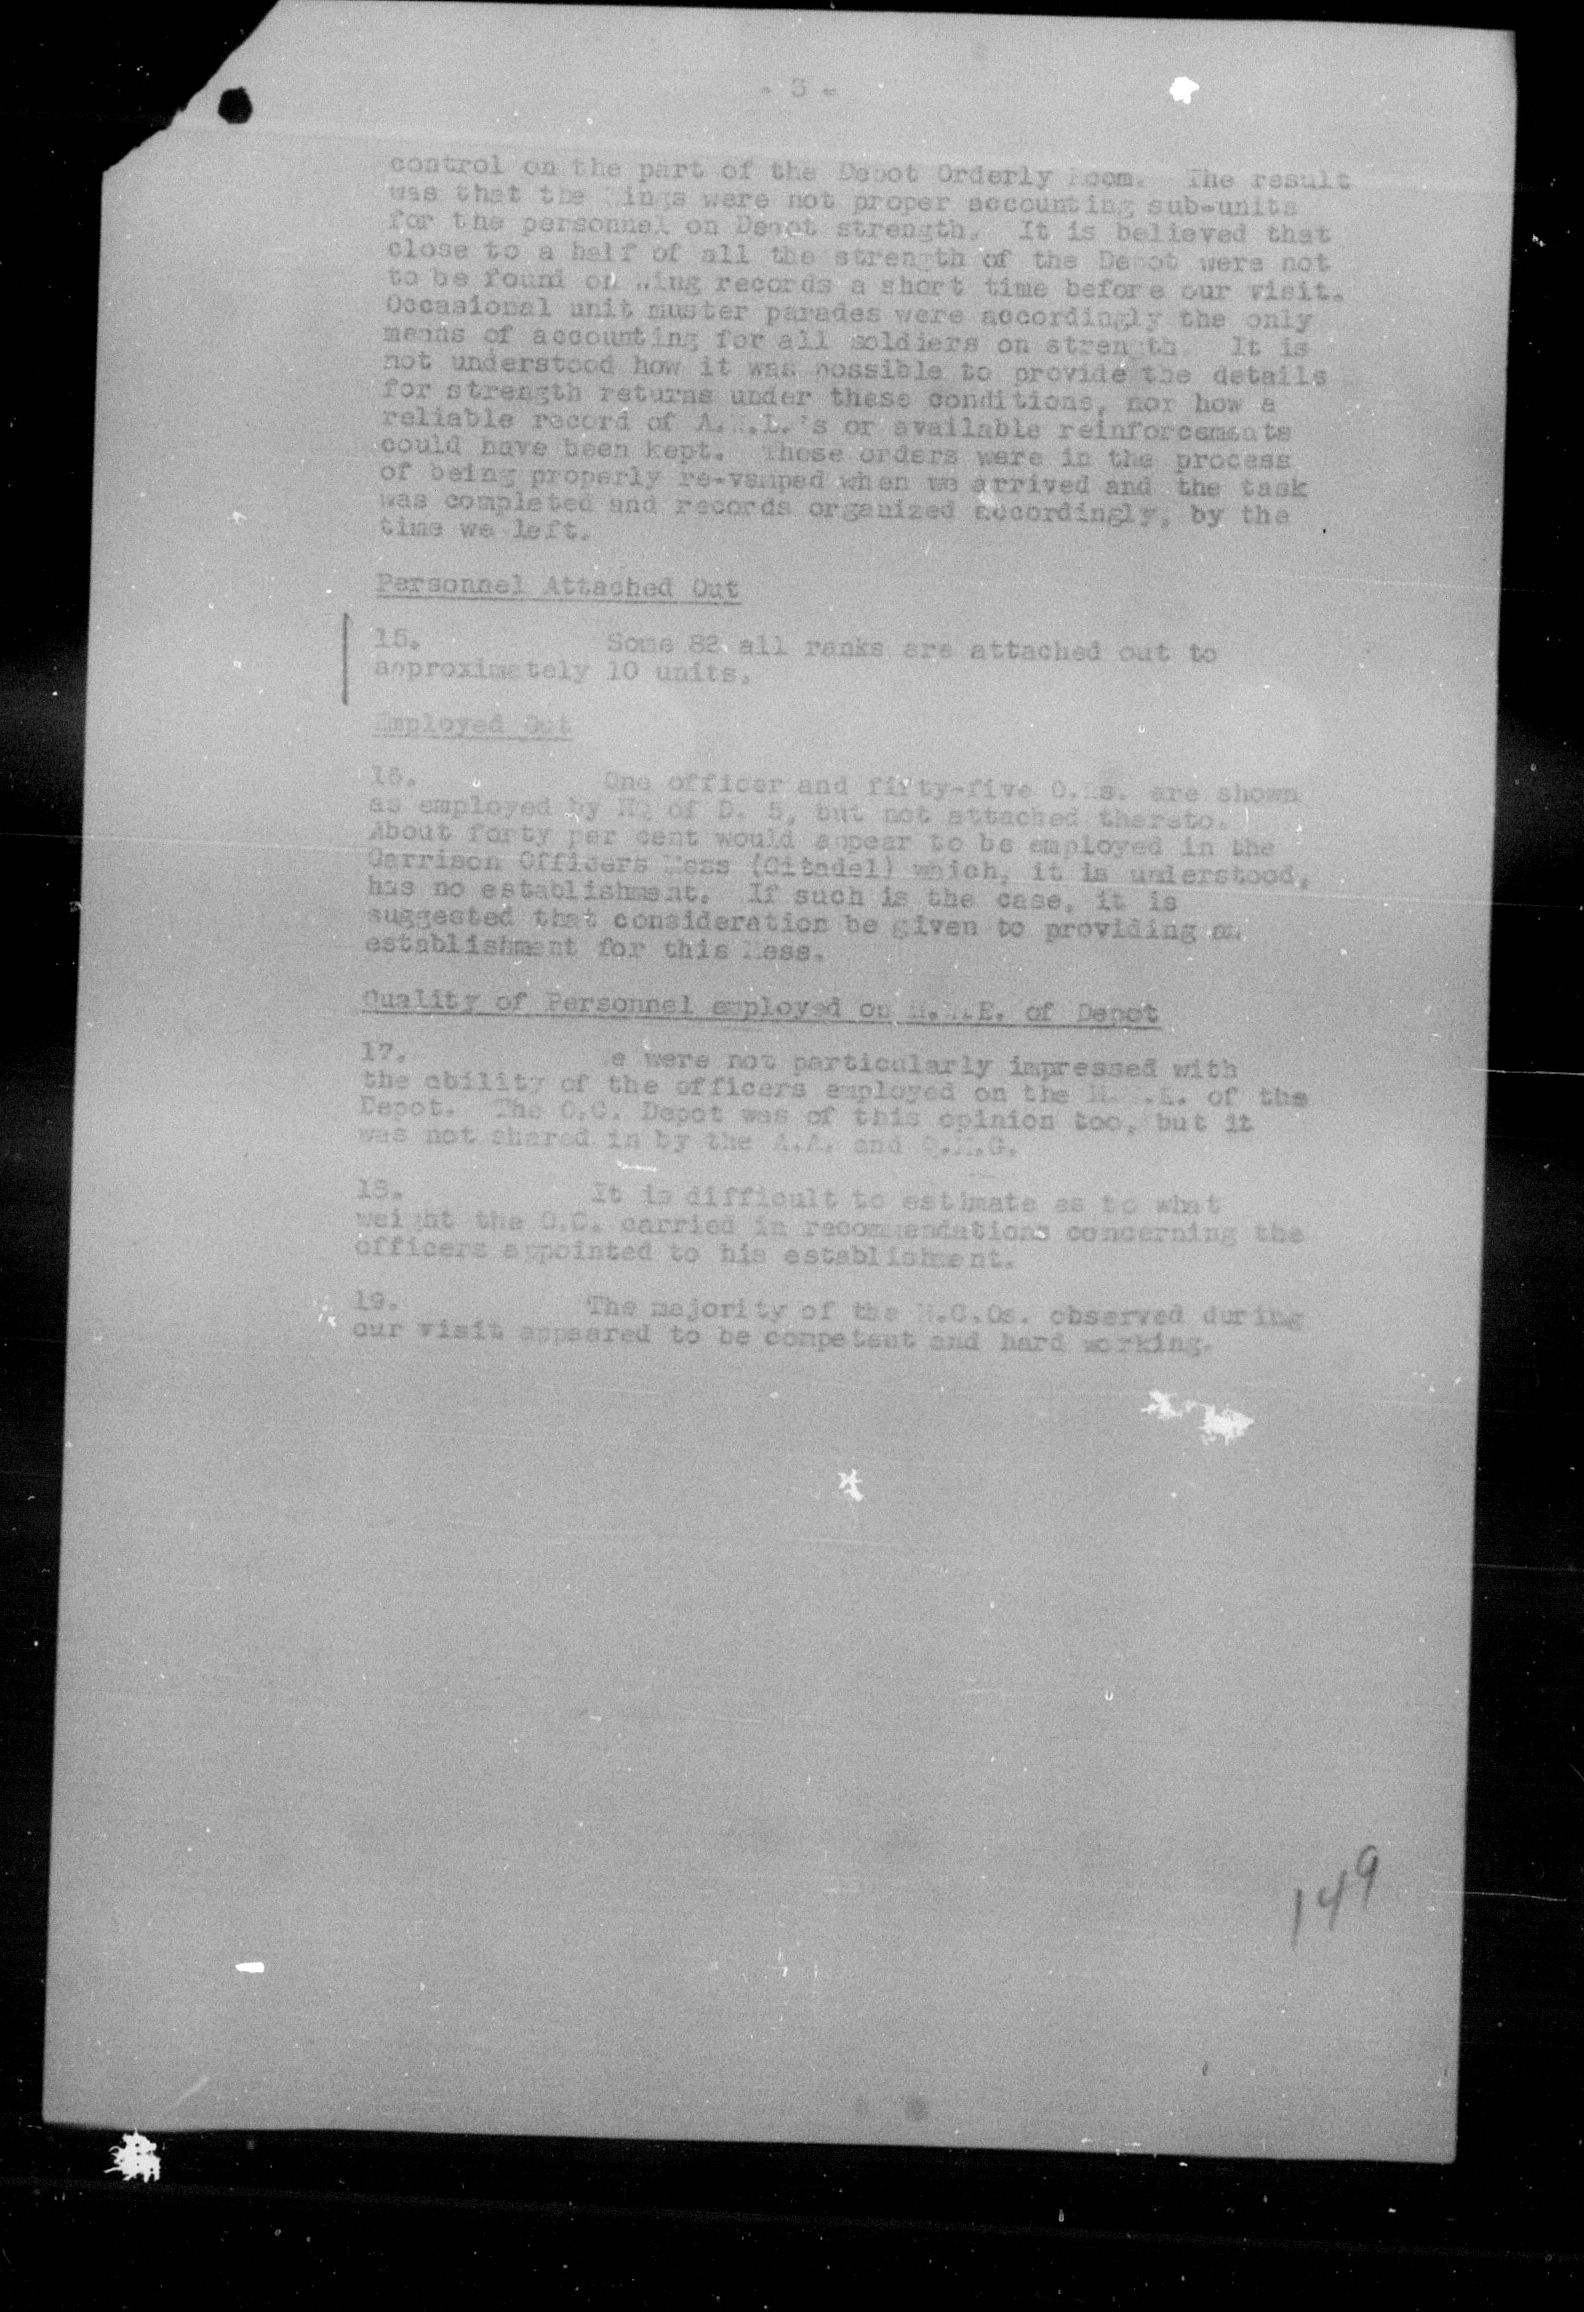 - 3 -
control on the part of the Depot Orderly Room. The result
was that the Wings were not proper accounting sub-units
for the personnel on Depot strength. It is believed that
close to a half of all the strength of the Depot were not
to be found on Wing records a short time before our visit.
Occasional unit muster parades were accordingly the only
means of accounting for all soldiers on strength. It is
not understood how it was possible to provide the details
for strength returns under these conditions, nor how a
reliable record of A.W.L.'s or available reinforcements
could have been kept. These orders were in the process
of being properly re-vamped when we arrived and the task
was completed and records organized accordingly, by the
time we left.
Personnel Attached Out
15. Some 82 all ranks are attached out to
approximately 10 units.
Employed Out
16. One officer and fifty-five O.Rs. are shown
as employed by HQ of D. 5, but not attached thereto.
About forty per cent would appear to be employed in the
Garrison Officers Mess (Citadel) which, it is understood,
has no establishment. If such is the case, it is
suggested that consideration be given to providing an
establishment for this Mess.
Quality of Personnel employed on W.E. of Depot
17. We were not particularly impressed with
the ability of the officers employed on the W.E. of the
Depot. The O.C. Depot was of this opinion too, but it
was not shared in by the A.A. and Q.M.G.
18. It is difficult to estimate as to what
weight the O.C. carried in recommendations concerning the
officers appointed to his establishment.
19. The majority of the N.C.Os. observed during
our visit appeared to be competent and hard working.
149